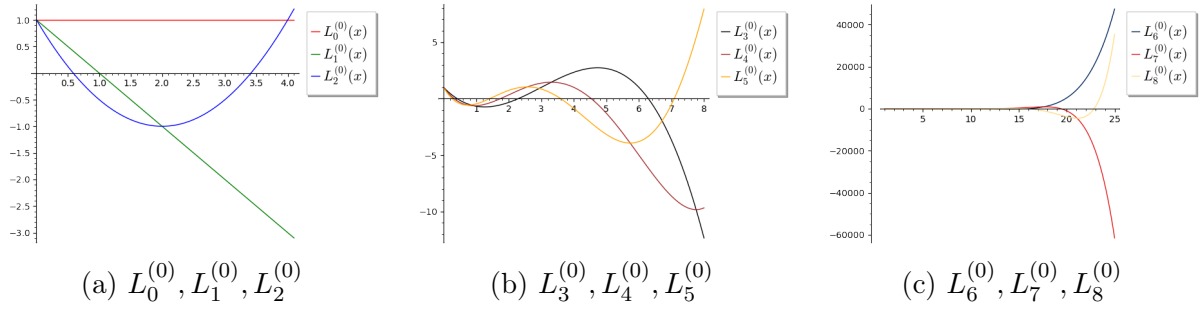 1.0
0.5
−0.5
−1.0
−1.5
−2.0
−2.5
−3.0
0.5 1.0 1.5 2.0 2.5 3.0 3.5 4.0
L_0^{(0)}(x)
L_1^{(0)}(x)
L_2^{(0)}(x)
(a) L_0^{(0)}, L_1^{(0)}, L_2^{(0)}
5
−5
−10
1 2 3 4 5 6 7 8
L_3^{(0)}(x)
L_4^{(0)}(x)
L_5^{(0)}(x)
(b) L_3^{(0)}, L_4^{(0)}, L_5^{(0)}
40000
20000
0
−20000
−40000
−60000
5 10 15 20 25
L_6^{(0)}(x)
L_7^{(0)}(x)
L_8^{(0)}(x)
(c) L_6^{(0)}, L_7^{(0)}, L_8^{(0)}